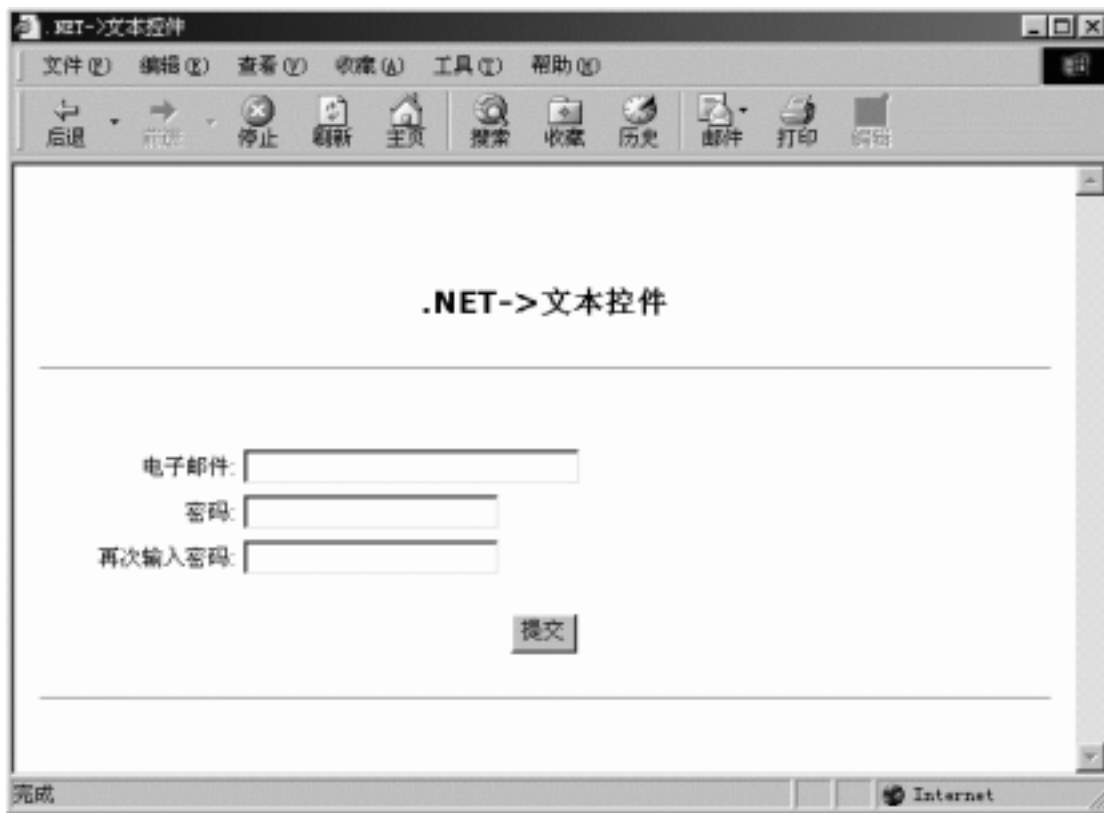 .NET->文本控件
文件(F) 编辑(E) 查看(V) 收藏(A) 工具(T) 帮助(H)
后退 前进 停止 刷新 主页 搜索 收藏 历史 邮件 打印 编辑
.NET->文本控件
电子邮件:
密码:
再次输入密码:
提交
完成 Internet